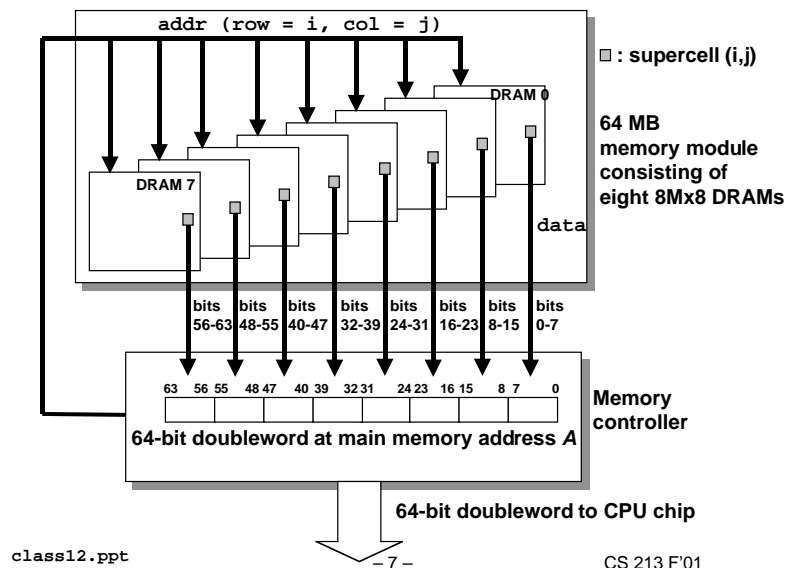 addr (row = i, col = j)
: supercell (i,j)
DRAM 0
64 MB
memory module
consisting of
eight 8Mx8 DRAMs
DRAM 7
data
bits
56-63
bits
48-55
bits
40-47
bits
32-39
bits
24-31
bits
16-23
bits
8-15
bits
0-7
63 56 55 48 47 40 39 32 31 24 23 16 15 8 7 0
64-bit doubleword at main memory address A
Memory
controller
64-bit doubleword to CPU chip
class12.ppt
– 7 –
CS 213 F'01